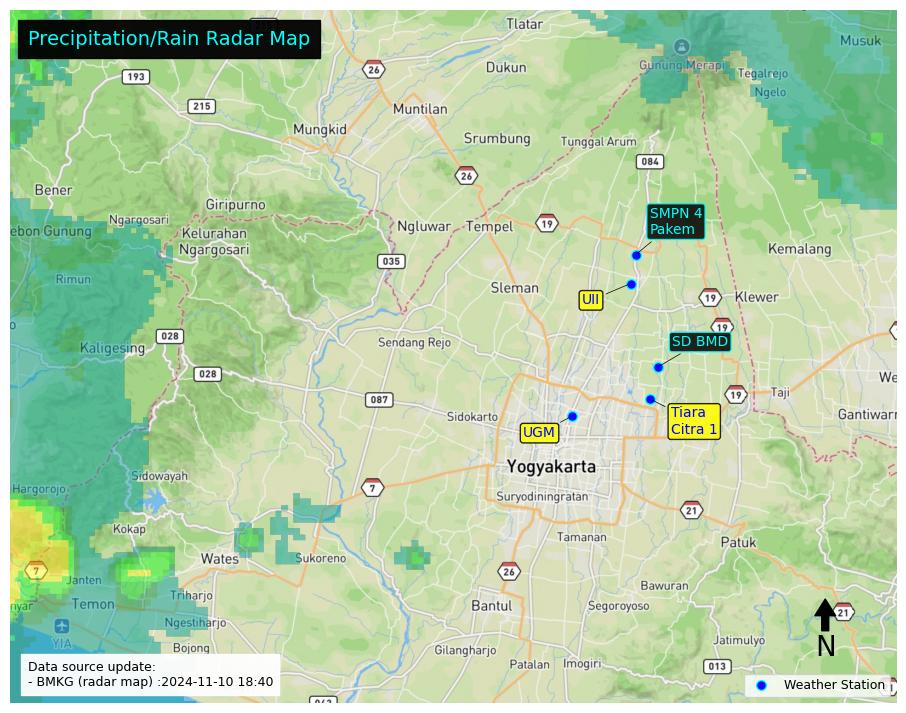 Precipitation/Rain Radar Map
Tlatar
Musuk
Gunung Merapi
Tegalrejo
Ngelo
Dukun
26
193
215
Muntilan
Mungkid
Srumbung
Tunggal Arum
084
26
Bener
Giripurno
Ngargosari
ebon Gunung
Kelurahan
Ngargosari
Ngluwar
Tempel
19
SMPN 4
Pakem
Kemalang
035
Rimun
Sleman
UII
19
Klewer
19
028
Kaligesing
Sendang Rejo
SD BMD
028
We
087
19
Taji
Sidokarto
Tiara
Citra 1
Gantiwarn
UGM
Yogyakarta
Sidowayah
7
Hargorojo
Suryodiningratan
21
Kokap
Tamanan
Patuk
Wates
Sukoreno
7
26
Janten
Bawuran
Triharjo
Temon
Bantul
Segoroyoso
21
Ngestiharjo
YIA
Jatimulyo
N
Bojong
Gilangharjo
Patalan
Imogiri
013
Data source update:
- BMKG (radar map) :2024-11-10 18:40
Weather Station